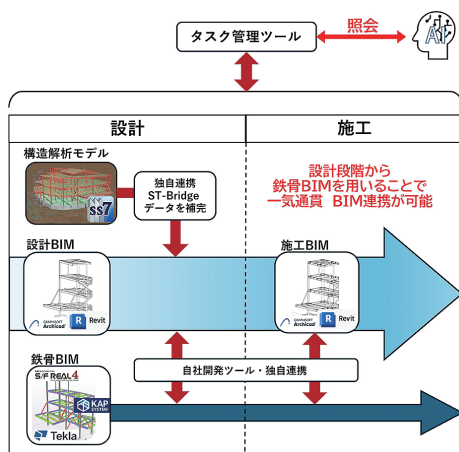 タスク管理ツール
照会
AI
設計
施工
構造解析モデル
SS7
独自連携
ST-Bridge
データを補完
設計段階から
鉄骨BIMを用いることで
一気通貫 BIM連携が可能
設計BIM
GRAPHISOFT
Archicad
R Revit
施工BIM
GRAPHISOFT
Archicad
R Revit
自社開発ツール・独自連携
鉄骨BIM
S/F REAL 4
KAP
SYSTEM
Tekla